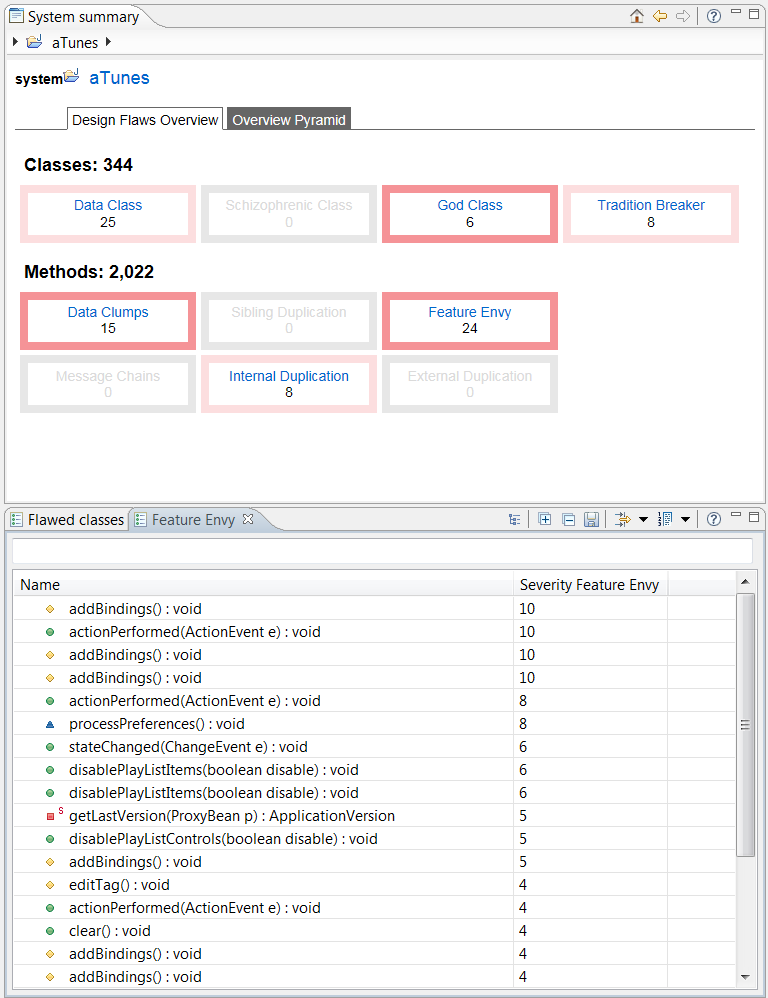 System summary
aTunes
system aTunes
Design Flaws Overview Overview Pyramid
Classes: 344
Data Class Schizophrenic Class God Class Tradition Breaker
25 0 6 8
Methods: 2,022
Data Clumps Sibling Duplication Feature Envy
15 0 24
Message Chains Internal Duplication External Duplication
0 8 0
Flawed classes Feature Envy
Name Severity Feature Envy
addBindings() : void 10
actionPerformed(ActionEvent e) : void 10
addBindings() : void 10
addBindings() : void 10
actionPerformed(ActionEvent e) : void 8
processPreferences() : void 8
stateChanged(ChangeEvent e) : void 6
disablePlayListItems(boolean disable) : void 6
disablePlayListItems(boolean disable) : void 6
S getLastVersion(ProxyBean p) : ApplicationVersion 5
disablePlayListControls(boolean disable) : void 5
addBindings() : void 5
editTag() : void 4
actionPerformed(ActionEvent e) : void 4
clear() : void 4
addBindings() : void 4
addBindings() : void 4